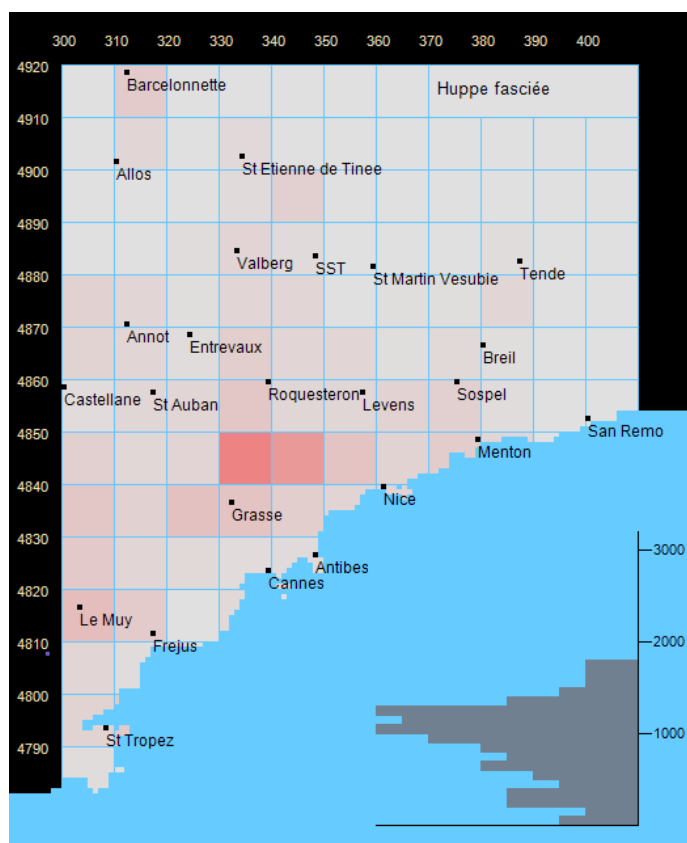 300 310 320 330 340 350 360 370 380 390 400
4920
Barcelonnette
Huppe fasciée
4910
4900
Allos
St Etienne de Tinee
4890
Valberg
SST
St Martin Vesubie
Tende
4880
4870
Annot
Entrevaux
Breil
4860
Castellane
St Auban
Roquesteron
Levens
Sospel
4850
San Remo
Menton
4840
Nice
Grasse
4830
3000
Antibes
Cannes
4820
Le Muy
4810
Frejus
2000
4800
St Tropez
1000
4790